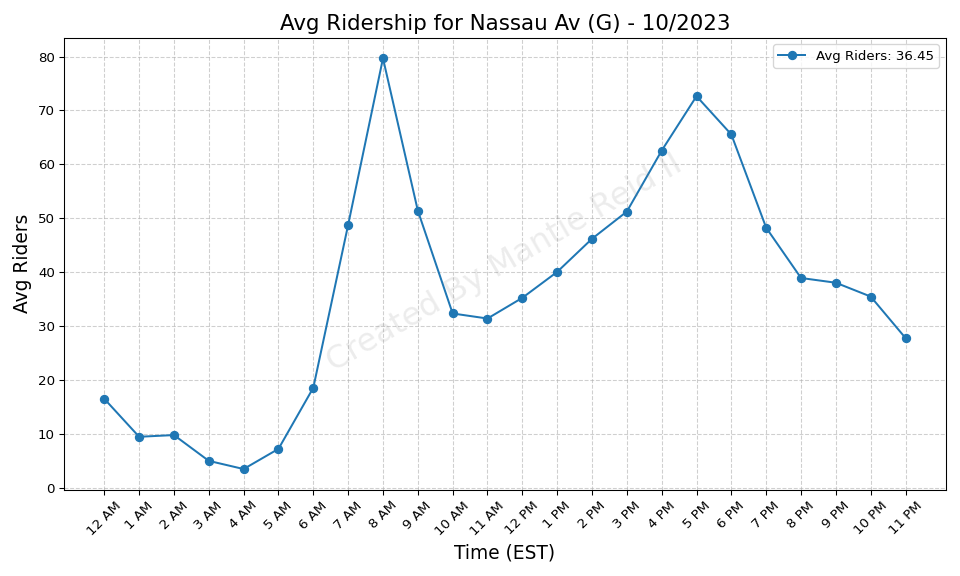 Avg Ridership for Nassau Av (G) - 10/2023
Avg Riders: 36.45
Avg Riders
80
70
60
50
40
30
20
10
0
Created By Mantle Reid II
12 AM
1 AM
2 AM
3 AM
4 AM
5 AM
6 AM
7 AM
8 AM
9 AM
10 AM
11 AM
12 PM
1 PM
2 PM
3 PM
4 PM
5 PM
6 PM
7 PM
8 PM
9 PM
10 PM
11 PM
Time (EST)